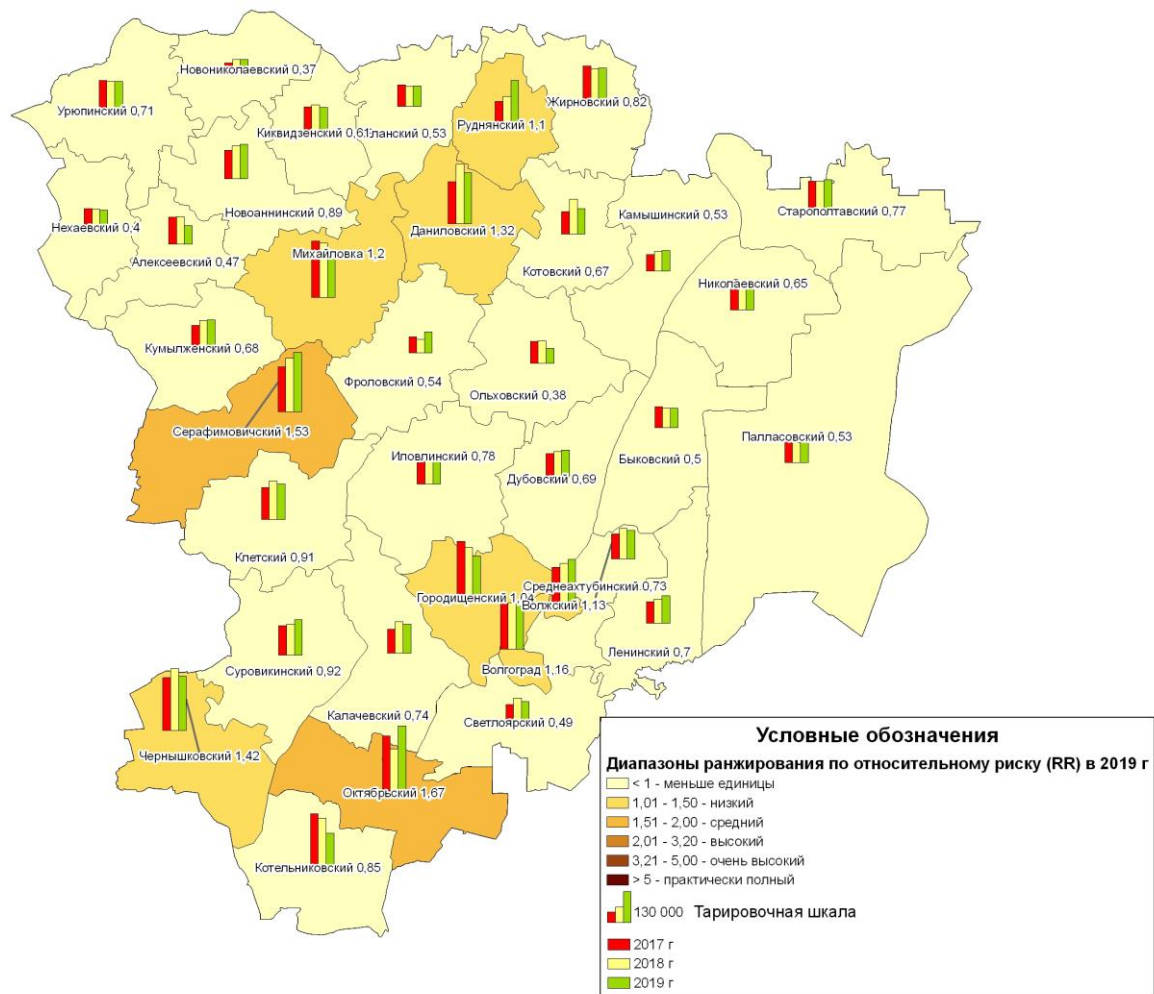 Новониколаевский 0,37
Урюпинский 0,71
Киквидзенский 0,61
ланский 0,53
Руднянский 1,1
Жирновский 0,82
Новоаннинский 0,89
Нехаевский 0,4
Алексеевский 0,47
Михайловка 1,2
Даниловский 1,32
Котовский 0,67
Камышинский 0,53
Старополтавский 0,77
Николаевский 0,65
Кумылженский 0,68
Фроловский 0,54
Ольховский 0,38
Серафимовичский 1,53
Иловлинский 0,78
Дубовский 0,69
Быковский 0,5
Палласовский 0,53
Клетский 0,91
Городищенский 1,04
Среднеахтубинский 0,73
Волжский 1,13
Суровикинский 0,92
Волгоград 1,16
Ленинский 0,7
Калачевский 0,74
Светлоярский 0,49
Чернышковский 1,42
Октябрьский 1,67
Котельниковский 0,85
Условные обозначения
Диапазоны ранжирования по относительному риску (RR) в 2019 г
< 1 - меньше единицы
1,01 - 1,50 - низкий
1,51 - 2,00 - средний
2,01 - 3,20 - высокий
3,21 - 5,00 - очень высокий
> 5 - практически полный
130 000 Тарировочная шкала
2017 г
2018 г
2019 г